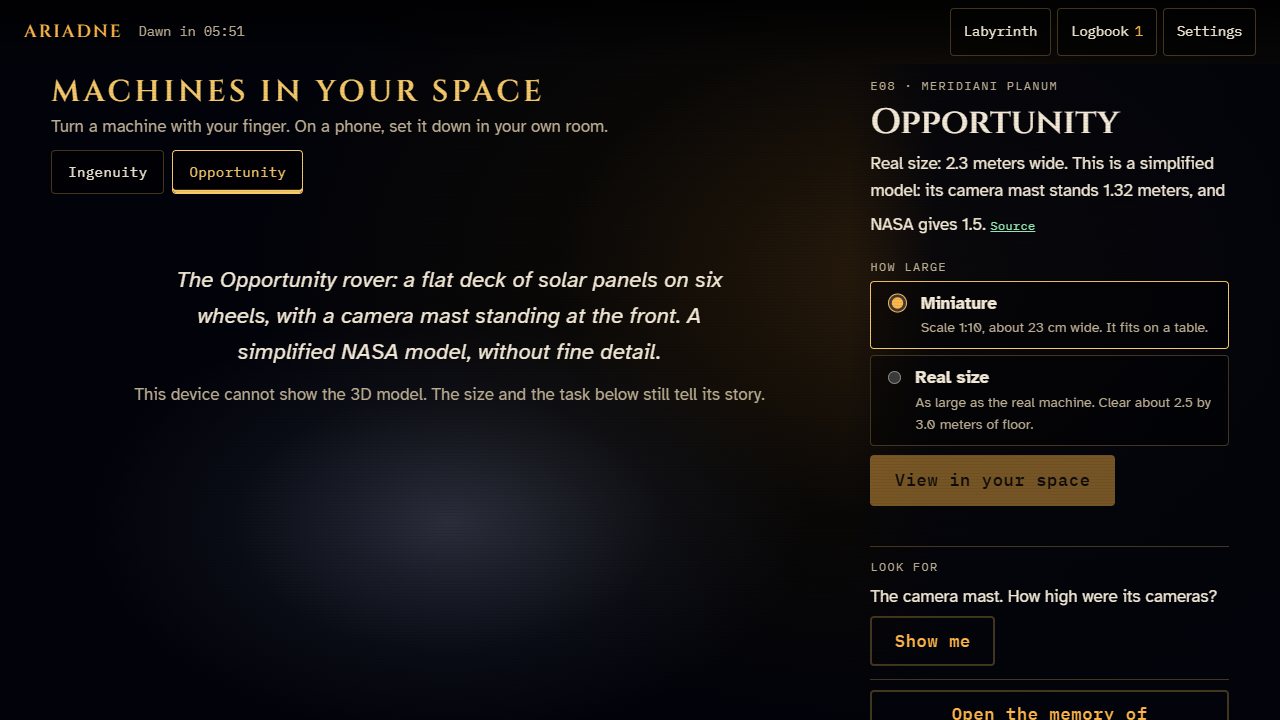 ARIADNE Dawn in 05:51 Labyrinth Logbook 1 Settings
MACHINES IN YOUR SPACE
Turn a machine with your finger. On a phone, set it down in your own room.
Ingenuity Opportunity
The Opportunity rover: a flat deck of solar panels on six
wheels, with a camera mast standing at the front. A
simplified NASA model, without fine detail.
This device cannot show the 3D model. The size and the task below still tell its story.
E08 · MERIDIANI PLANUM
OPPORTUNITY
Real size: 2.3 meters wide. This is a simplified
model: its camera mast stands 1.32 meters, and
NASA gives 1.5. Source
HOW LARGE
Miniature
Scale 1:10, about 23 cm wide. It fits on a table.
Real size
As large as the real machine. Clear about 2.5 by
3.0 meters of floor.
View in your space
LOOK FOR
The camera mast. How high were its cameras?
Show me
Open the memory of